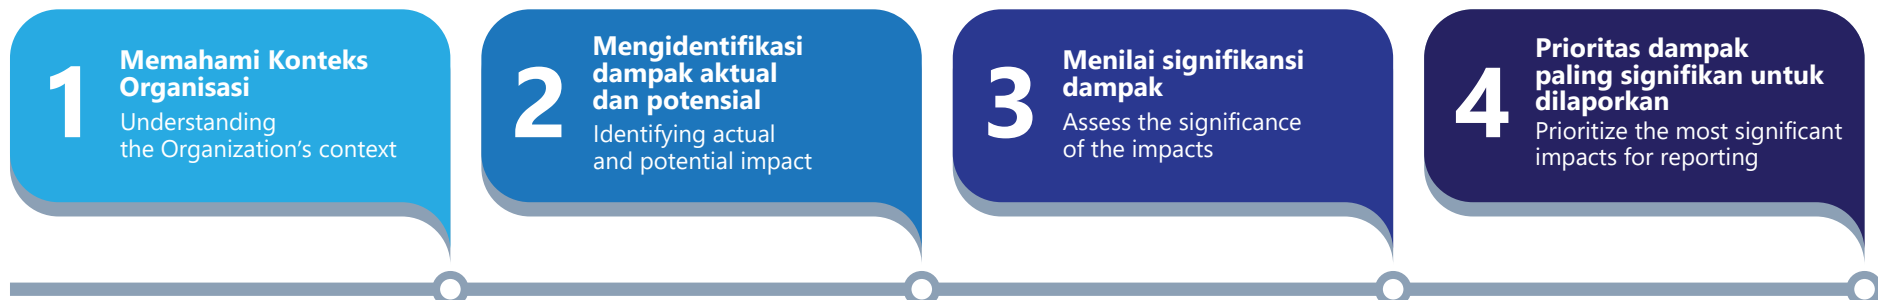 1
Memahami Konteks
Organisasi
Understanding
the Organization’s context
2
Mengidentifikasi
dampak aktual
dan potensial
Identifying actual
and potential impact
3
Menilai signifikansi
dampak
Assess the significance
of the impacts
4
Prioritas dampak
paling signifikan untuk
dilaporkan
Prioritize the most significant
impacts for reporting